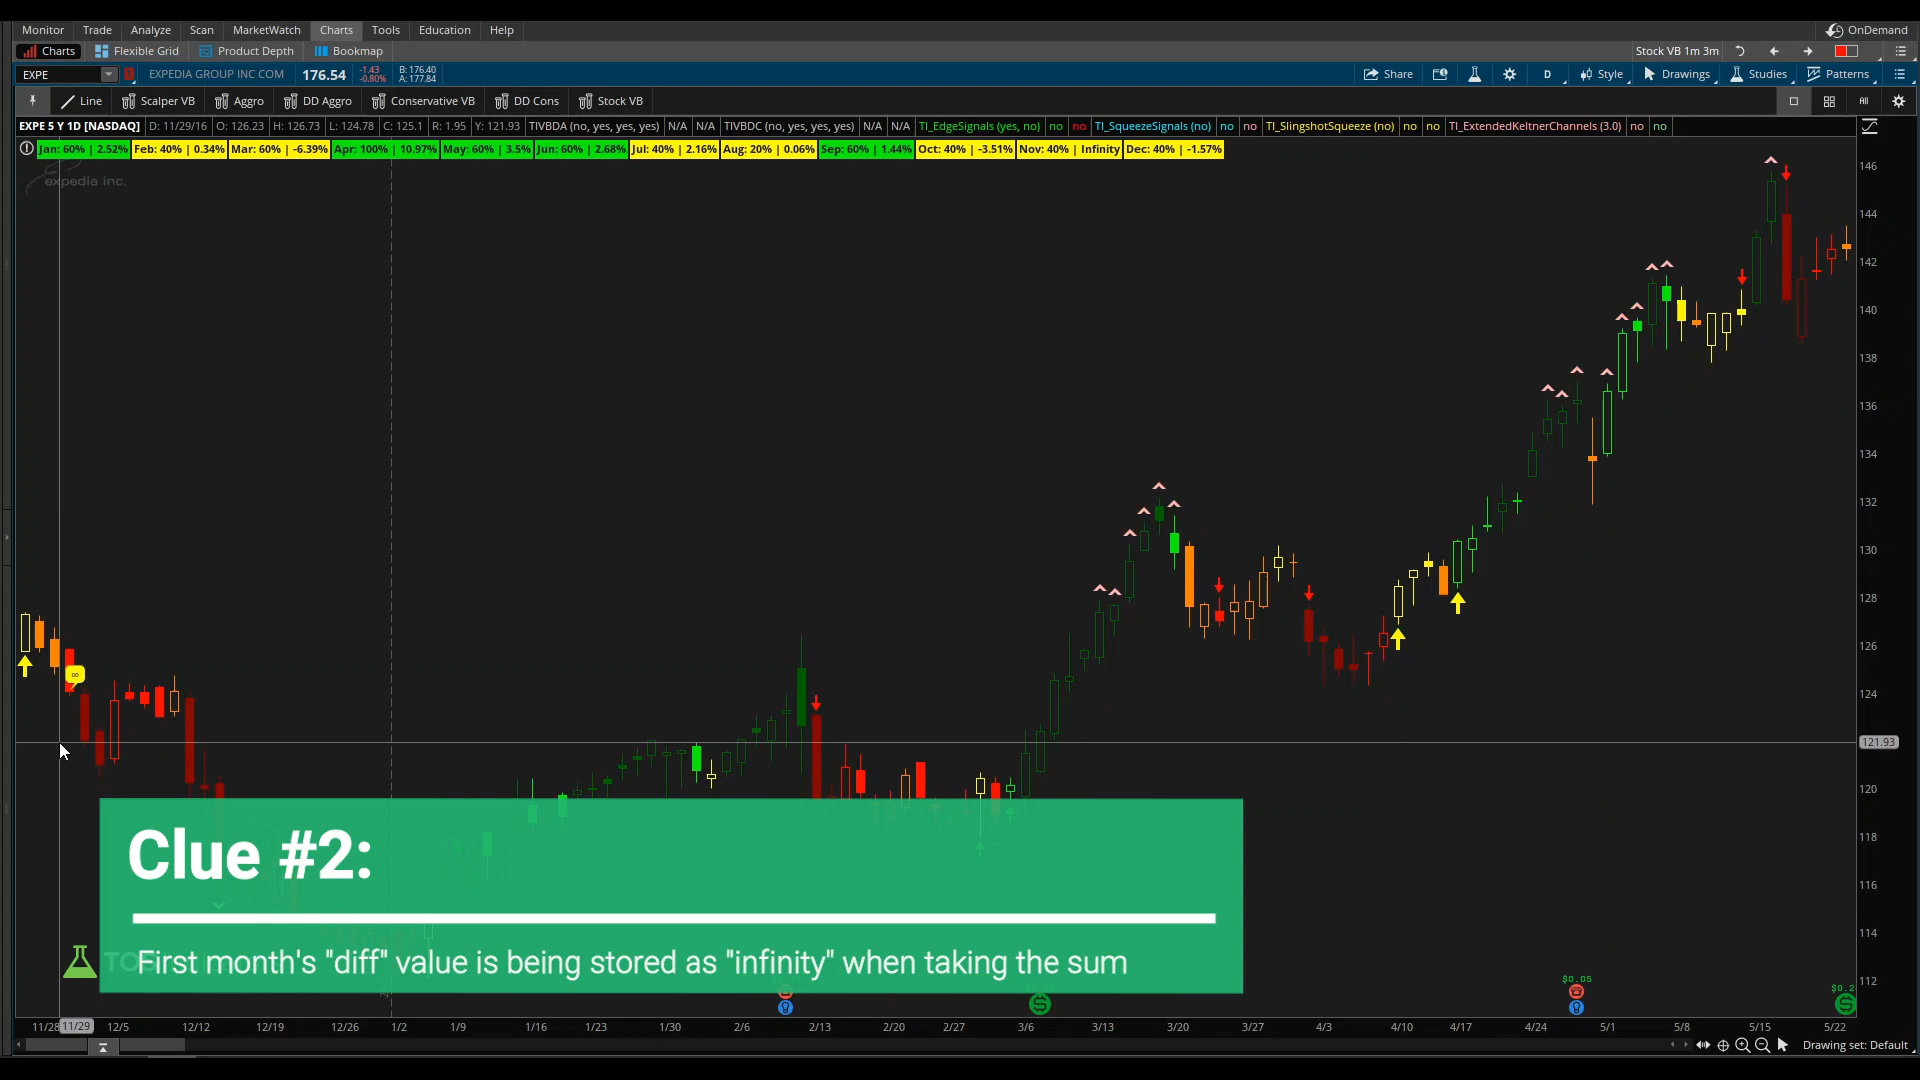 Monitor Trade Analyze Scan MarketWatch Charts Tools Education Help OnDemand
Charts Flexible Grid Product Depth Bookmap Stock VB 1m 3m
EXPE EXPEDIA GROUP INC COM 176.54 -1.43 -0.80% B: 176.40 A: 177.84 Share D Style Drawings Studies Patterns
Line Scalper VB Aggro DD Aggro Conservative VB DD Cons Stock VB All
EXPE 5 Y 1D [NASDAQ] D: 11/29/16 O: 126.23 H: 126.73 L: 124.78 C: 125.1 R: 1.95 Y: 121.93 TIVBDA (no, yes, yes, yes) N/A N/A TIVBDC (no, yes, yes, yes) N/A N/A TI_EdgeSignals (yes, no) no no TI_SqueezeSignals (no) no no TI_SlingshotSqueeze (no) no no TI_ExtendedKeltnerChannels (3.0) no no
Jan: 60% | 2.52% Feb: 40% | 0.34% Mar: 60% | -6.39% Apr: 100% | 10.97% May: 60% | 3.5% Jun: 60% | 2.68% Jul: 40% | 2.16% Aug: 20% | 0.06% Sep: 60% | 1.44% Oct: 40% | -3.51% Nov: 40% | Infinity Dec: 40% | -1.57%
expedia inc.
146
144
142
140
138
136
134
132
130
128
126
∞
124
121.93
120
118
116
114
112
Clue #2:
First month's "diff" value is being stored as "infinity" when taking the sum
$0.05
$0.2
11/28 11/29 12/5 12/12 12/19 12/26 1/2 1/9 1/16 1/23 1/30 2/6 2/13 2/20 2/27 3/6 3/13 3/20 3/27 4/3 4/10 4/17 4/24 5/1 5/8 5/15 5/22
Drawing set: Default